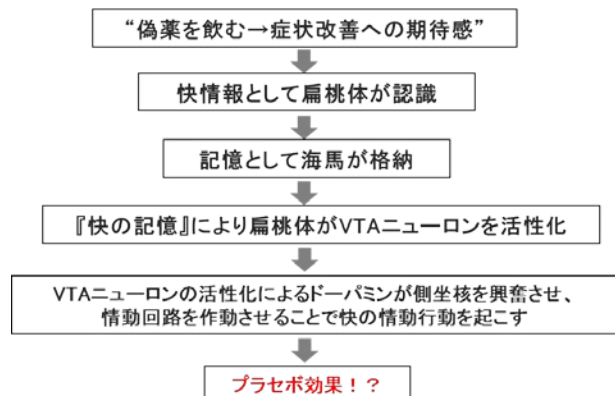 “偽薬を飲む→症状改善への期待感”
快情報として扁桃体が認識
記憶として海馬が格納
『快の記憶』により扁桃体がVTAニューロンを活性化
VTAニューロンの活性化によるドーパミンが側坐核を興奮させ、
情動回路を作動させることで快の情動行動を起こす
プラセボ効果！？